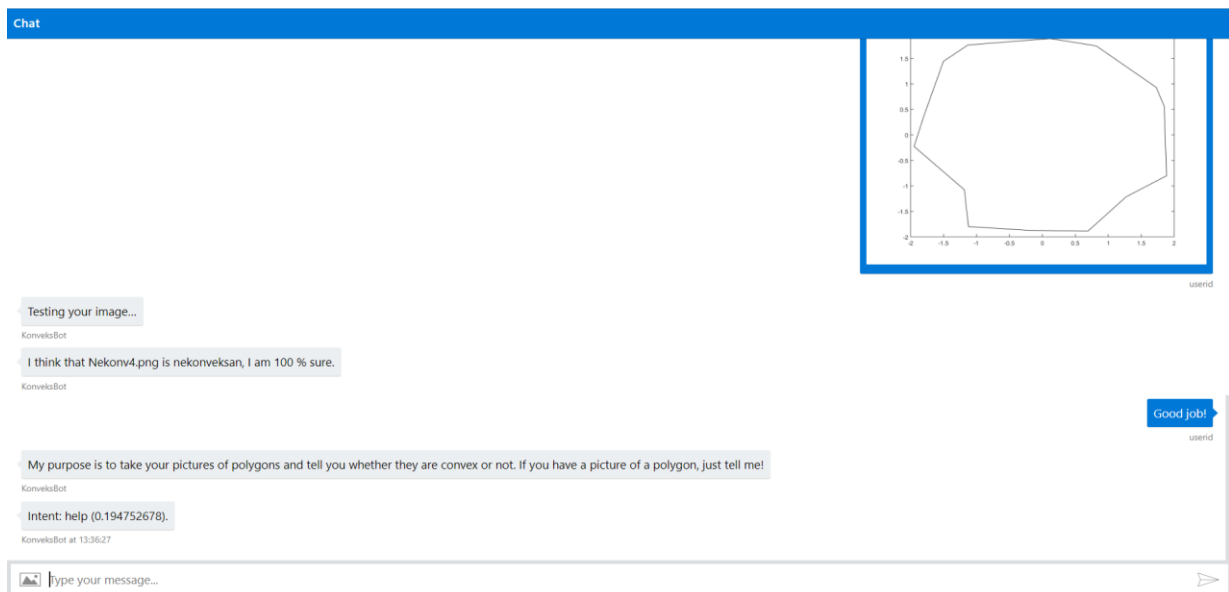 Chat
1.5
1
0.5
0
-0.5
-1
-1.5
-2
-2 -1.5 -1 -0.5 0 0.5 1 1.5 2
userid
Testing your image...
KonveksBot
I think that Nekonv4.png is nekonveksan, I am 100 % sure.
KonveksBot
Good job!
userid
My purpose is to take your pictures of polygons and tell you whether they are convex or not. If you have a picture of a polygon, just tell me!
KonveksBot
Intent: help (0.194752678).
KonveksBot at 13:36:27
Type your message...